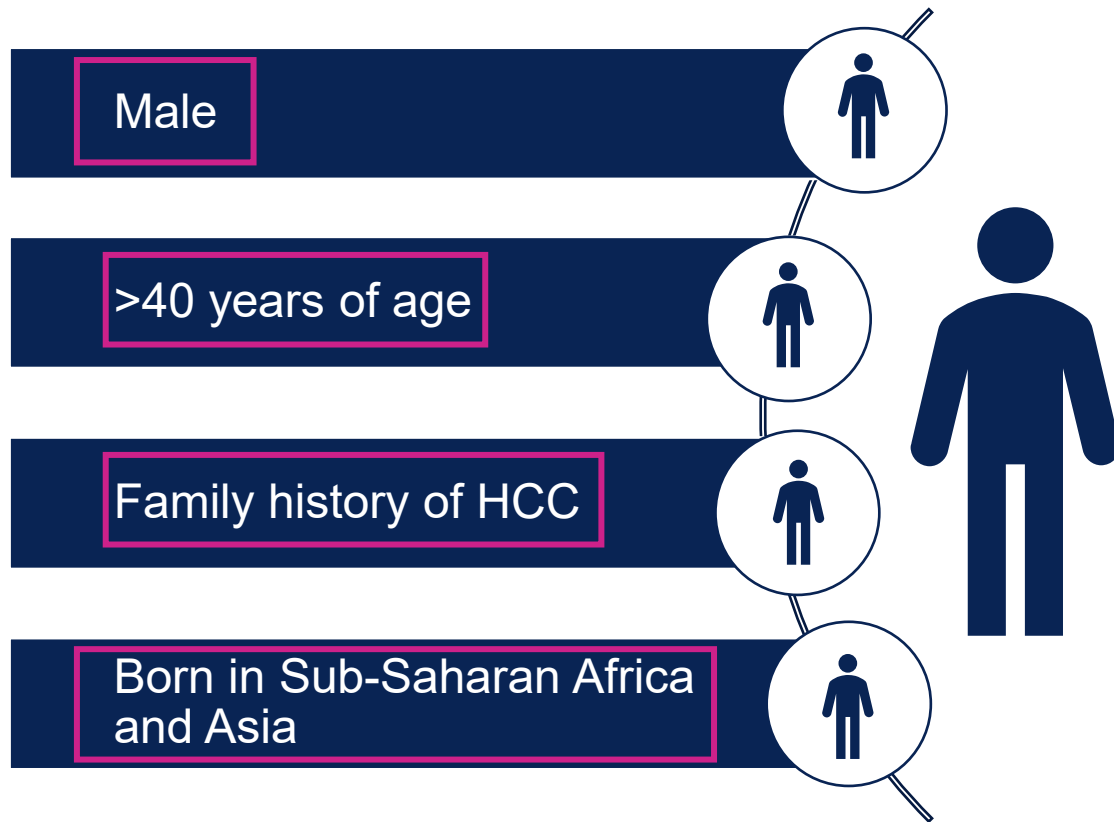 Male
>40 years of age
Family history of HCC
Born in Sub-Saharan Africa
and Asia